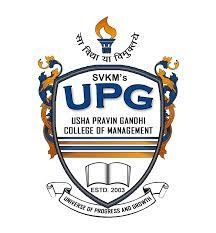 सा विद्या या विमुक्तये
SVKM's
UPG
USHA PRAVIN GANDHI
COLLEGE OF MANAGEMENT
ESTD. 2003
UNIVERSE OF PROGRESS AND GROWTH